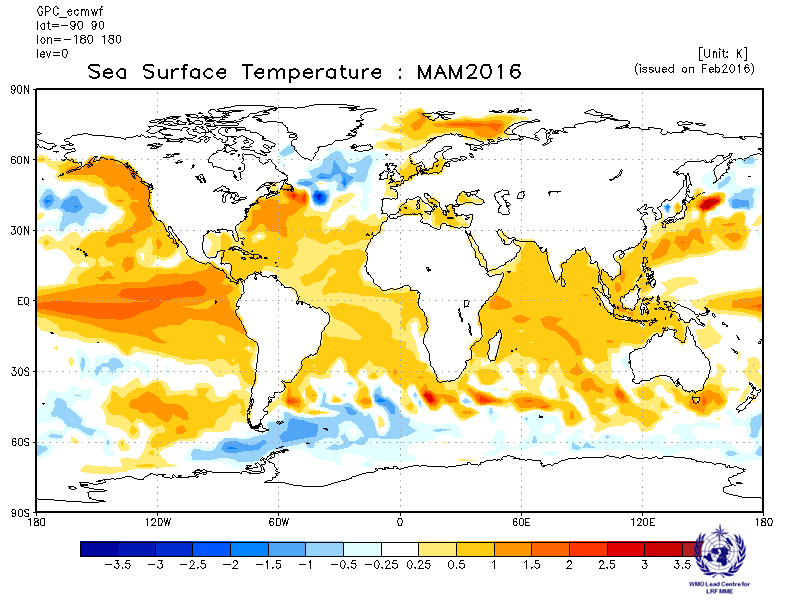 GPC_ecmwf
lat=-90 90
lon=-180 180
lev=0
[Unit: K]
Sea Surface Temperature : MAM2016
(issued on Feb2016)
90N
60N
30N
EQ
30S
60S
90S
180 120W 60W 0 60E 120E 180
-3.5 -3 -2.5 -2 -1.5 -1 -0.5 -0.25 0.25 0.5 1 1.5 2 2.5 3 3.5
WMO Lead Centre for
LRF MME